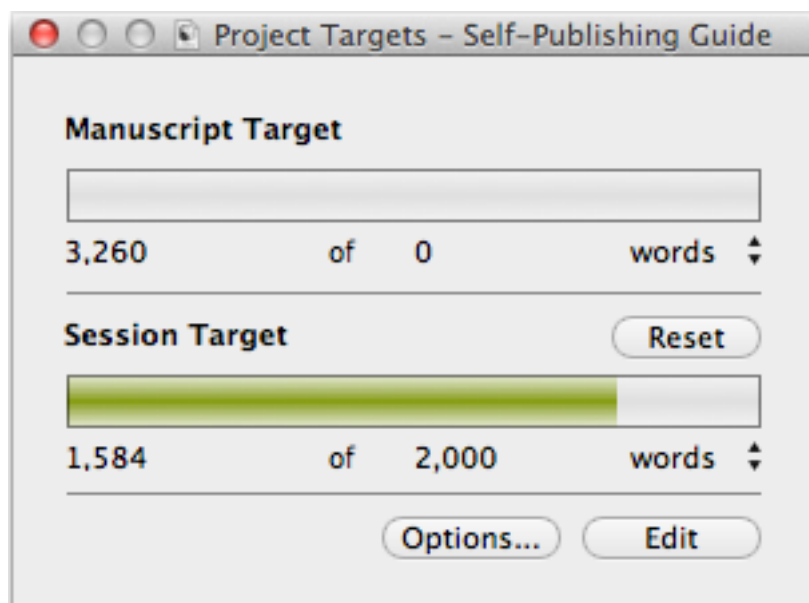 Project Targets – Self-Publishing Guide
Manuscript Target
3,260 of 0 words
Session Target Reset
1,584 of 2,000 words
Options... Edit